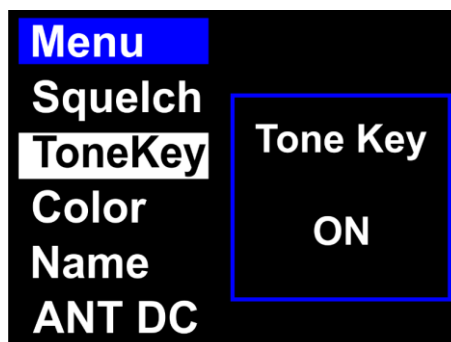 Menu
Squelch
ToneKey
Color
Name
ANT DC
Tone Key
ON